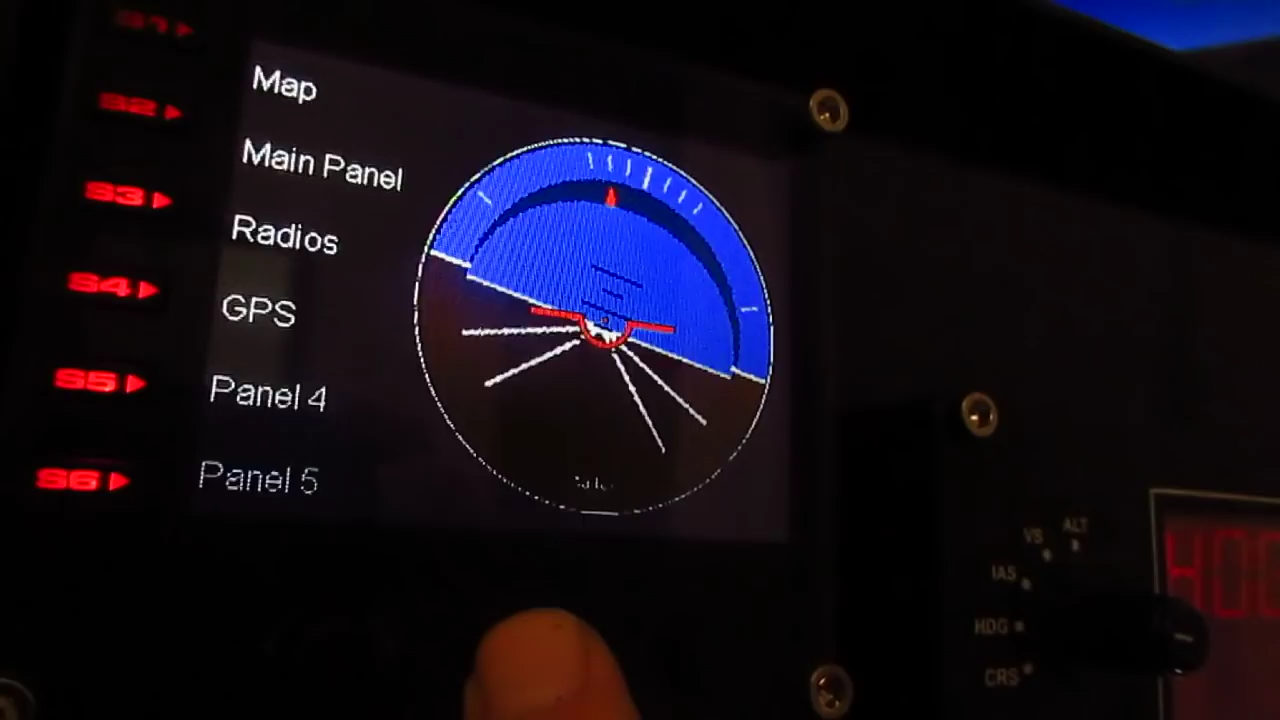 S2 Map
S3 Main Panel
S4 Radios
S5 GPS
S6 Panel 4
Panel 5
VS ALT
IAS
HDG
CRS